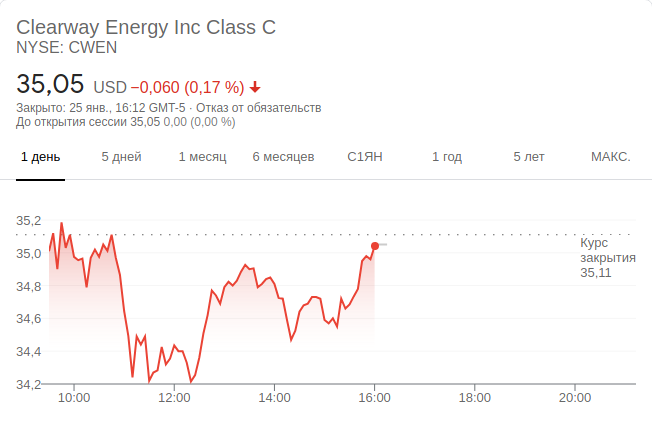 Clearway Energy Inc Class C
NYSE: CWEN
35,05 USD −0,060 (0,17 %)
Закрыто: 25 янв., 16:12 GMT-5 · Отказ от обязательств
До открытия сессии 35,05 0,00 (0,00 %)
1 день 5 дней 1 месяц 6 месяцев С1ЯН 1 год 5 лет МАКС.
35,2
Курс
закрытия
35,11
35,0
34,8
34,6
34,4
34,2
10:00 12:00 14:00 16:00 18:00 20:00